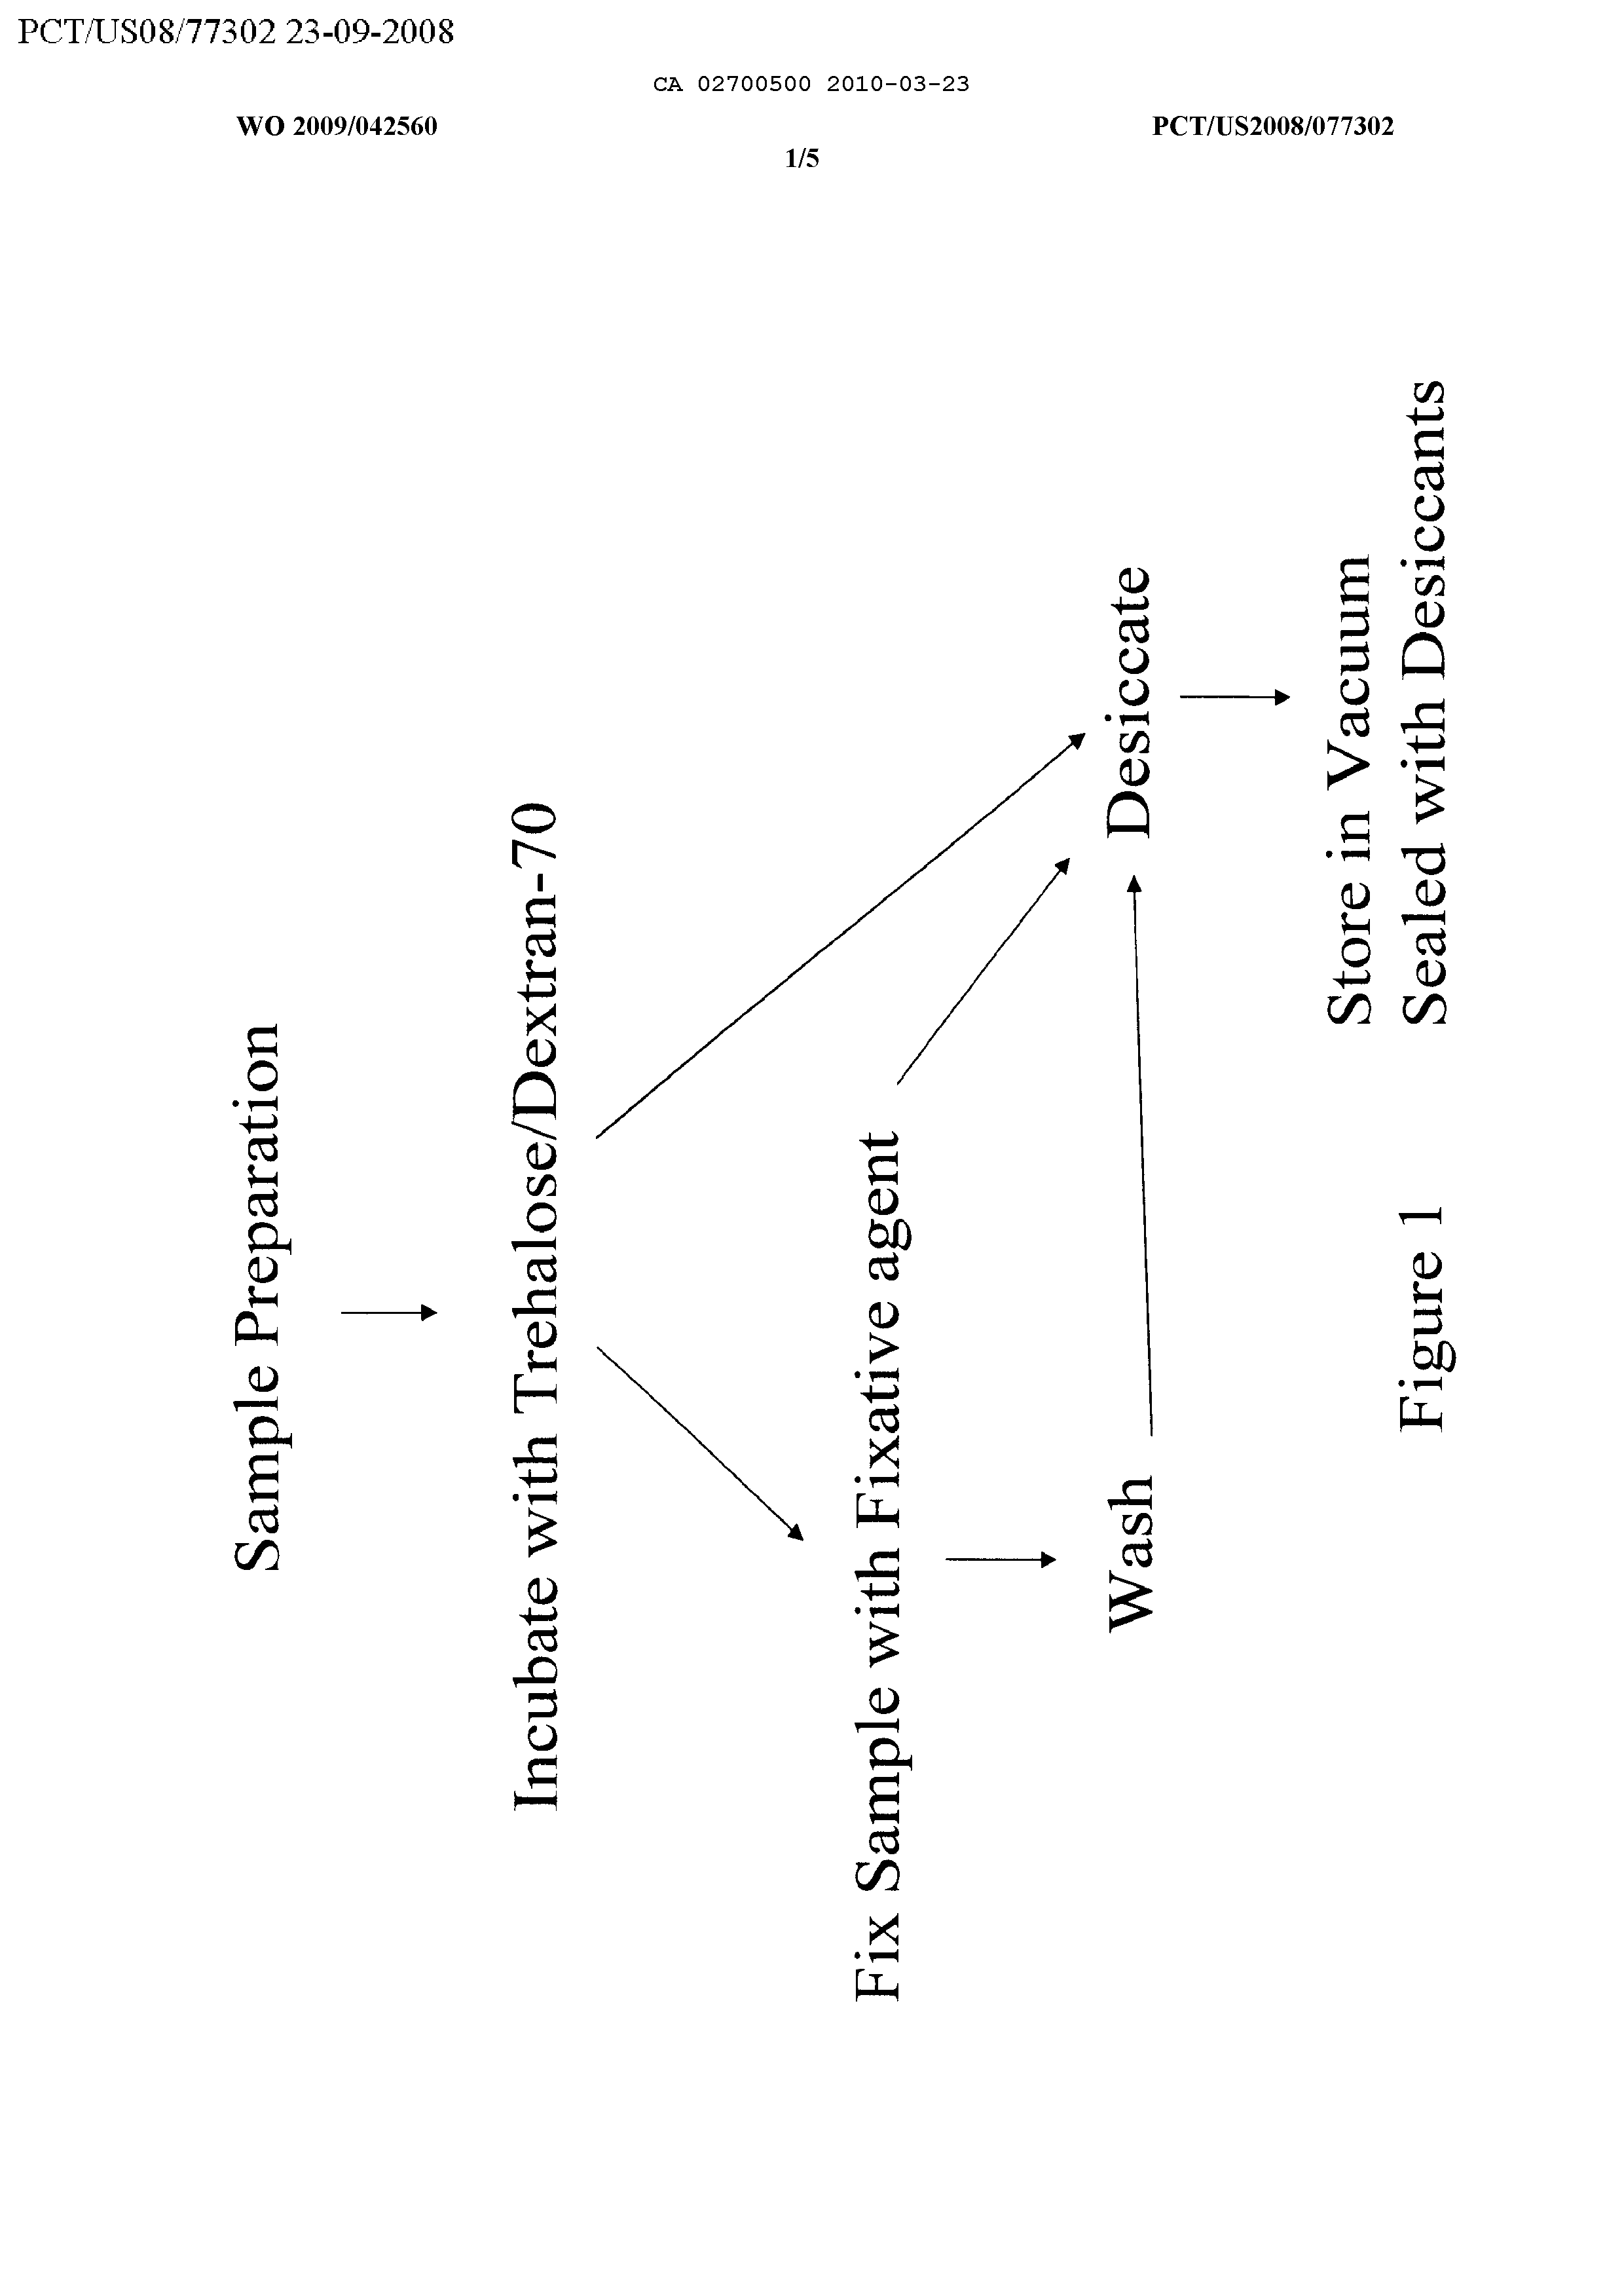 PCT/US08/77302 23-09-2008
CA 02700500 2010-03-23
WO 2009/042560
PCT/US2008/077302
1/5
Sample Preparation
Incubate with Trehalose/Dextran-70
Fix Sample with Fixative agent
Wash
Desiccate
Store in Vacuum
Sealed with Desiccants
Figure 1